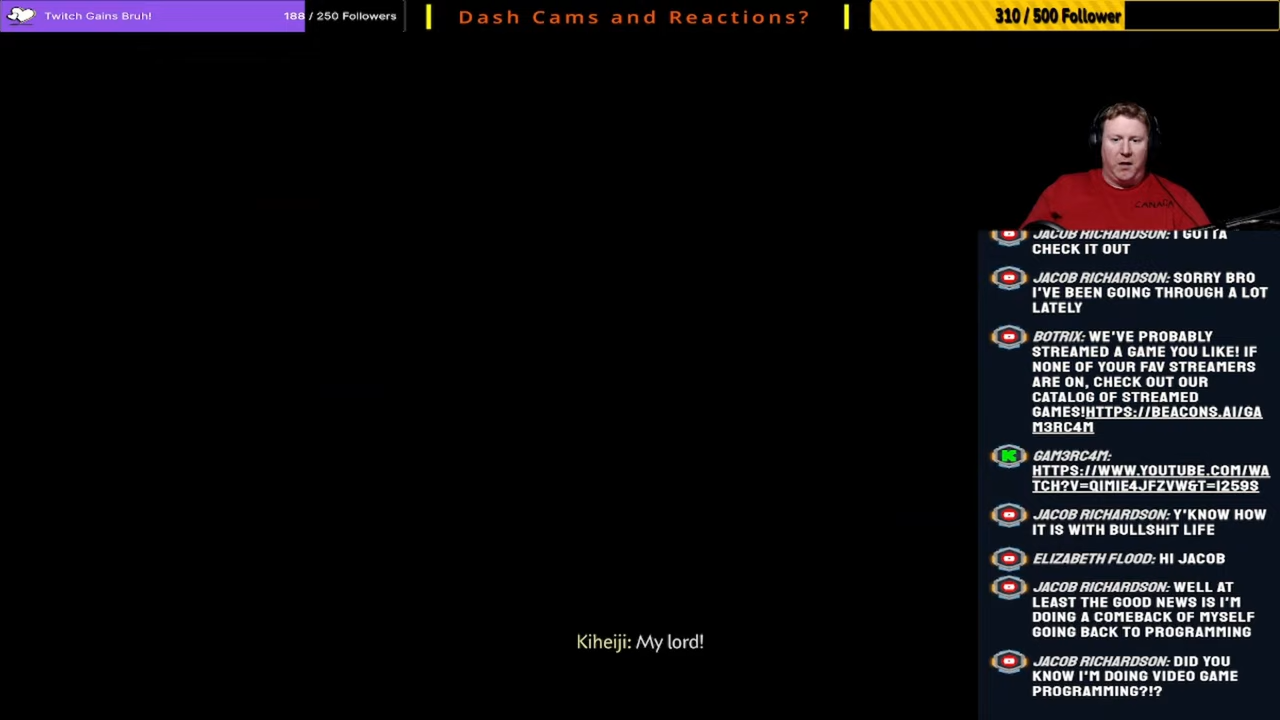 Twitch Gains Bruh! 188 / 250 Followers
Dash Cams and Reactions?
310 / 500 Follower
CANADA
JACOB RICHARDSON: I GOTTA
CHECK IT OUT
JACOB RICHARDSON: SORRY BRO
I'VE BEEN GOING THROUGH A LOT
LATELY
BOTRIX: WE'VE PROBABLY
STREAMED A GAME YOU LIKE! IF
NONE OF YOUR FAV STREAMERS
ARE ON, CHECK OUT OUR
CATALOG OF STREAMED
GAMES!HTTPS://BEACONS.AI/GA
M3RC4M
GAM3RC4M:
HTTPS://WWW.YOUTUBE.COM/WA
TCH?V=QIMIE4JFZVW&T=1259S
JACOB RICHARDSON: Y'KNOW HOW
IT IS WITH BULLSHIT LIFE
ELIZABETH FLOOD: HI JACOB
JACOB RICHARDSON: WELL AT
LEAST THE GOOD NEWS IS I'M
DOING A COMEBACK OF MYSELF
GOING BACK TO PROGRAMMING
JACOB RICHARDSON: DID YOU
KNOW I'M DOING VIDEO GAME
PROGRAMMING?!?
Kiheiji: My lord!